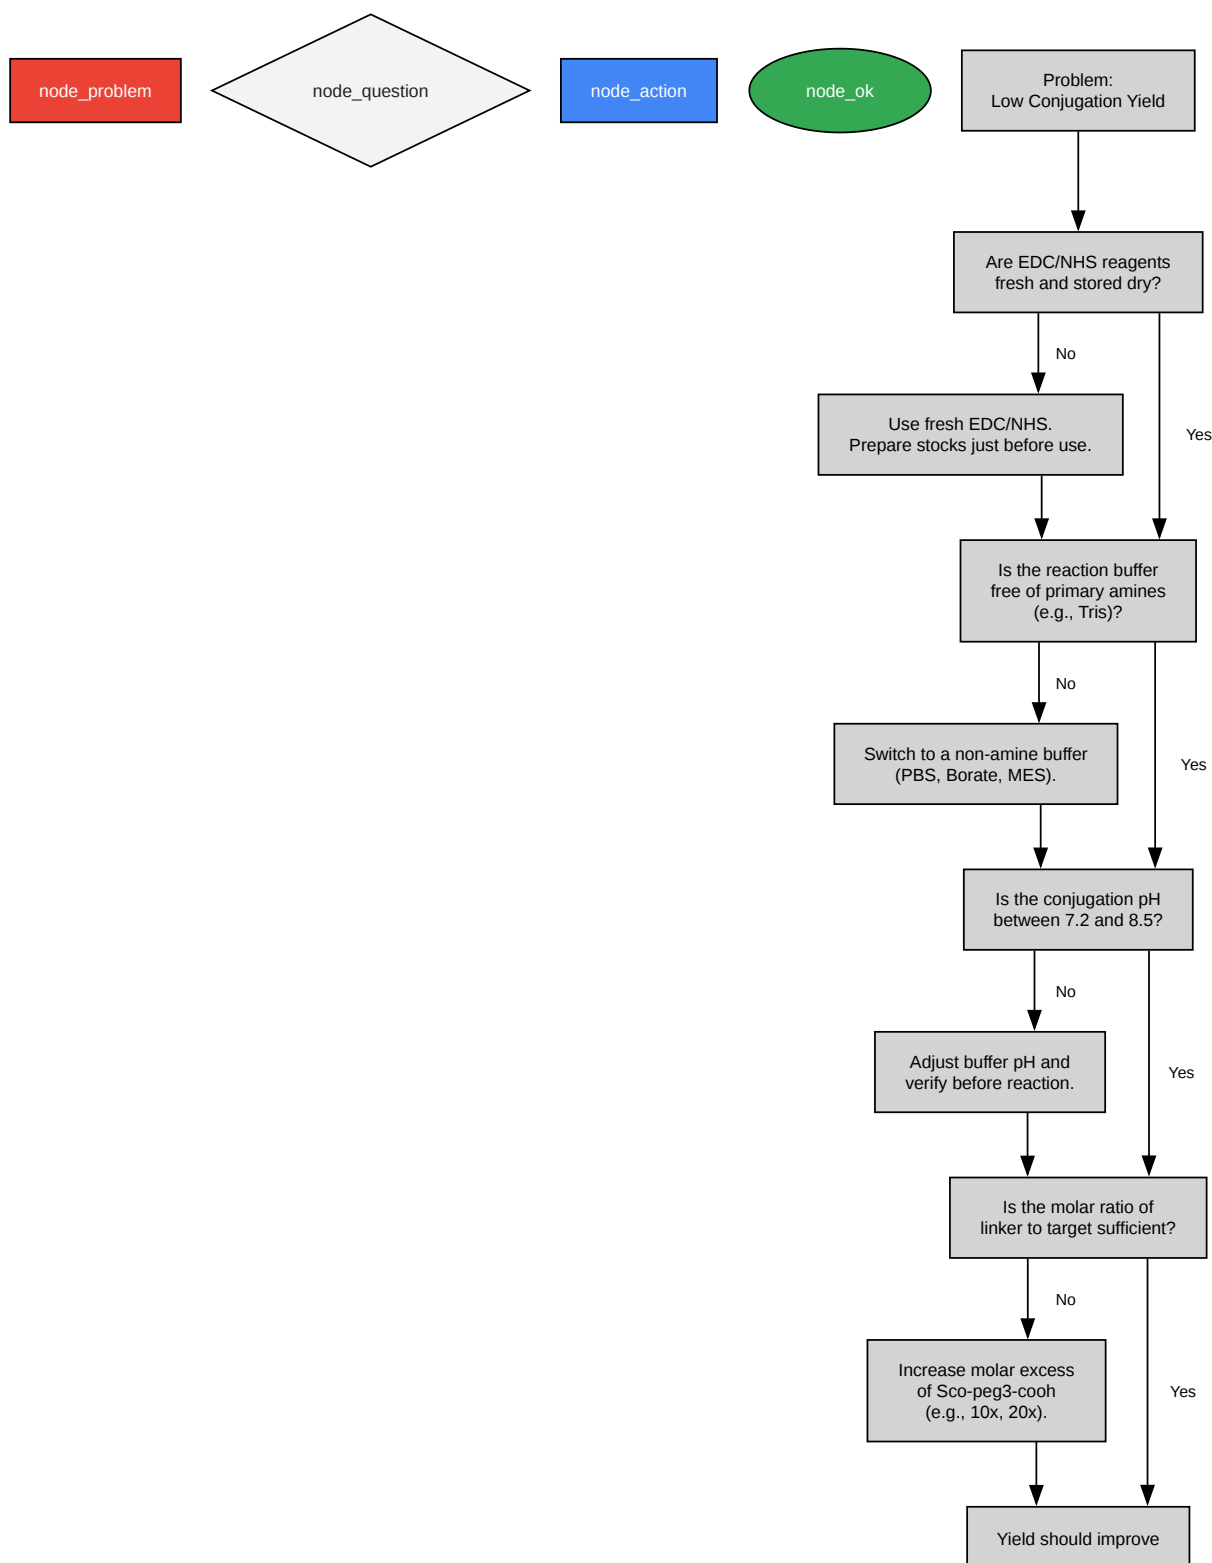 node_problem
node_question
node_action
node_ok
Problem:
Low Conjugation Yield
Are EDC/NHS reagents
fresh and stored dry?
No
Use fresh EDC/NHS.
Prepare stocks just before use.
Yes
Is the reaction buffer
free of primary amines
(e.g., Tris)?
No
Switch to a non-amine buffer
(PBS, Borate, MES).
Yes
Is the conjugation pH
between 7.2 and 8.5?
No
Adjust buffer pH and
verify before reaction.
Yes
Is the molar ratio of
linker to target sufficient?
No
Increase molar excess
of Sco-peg3-cooh
(e.g., 10x, 20x).
Yes
Yield should improve